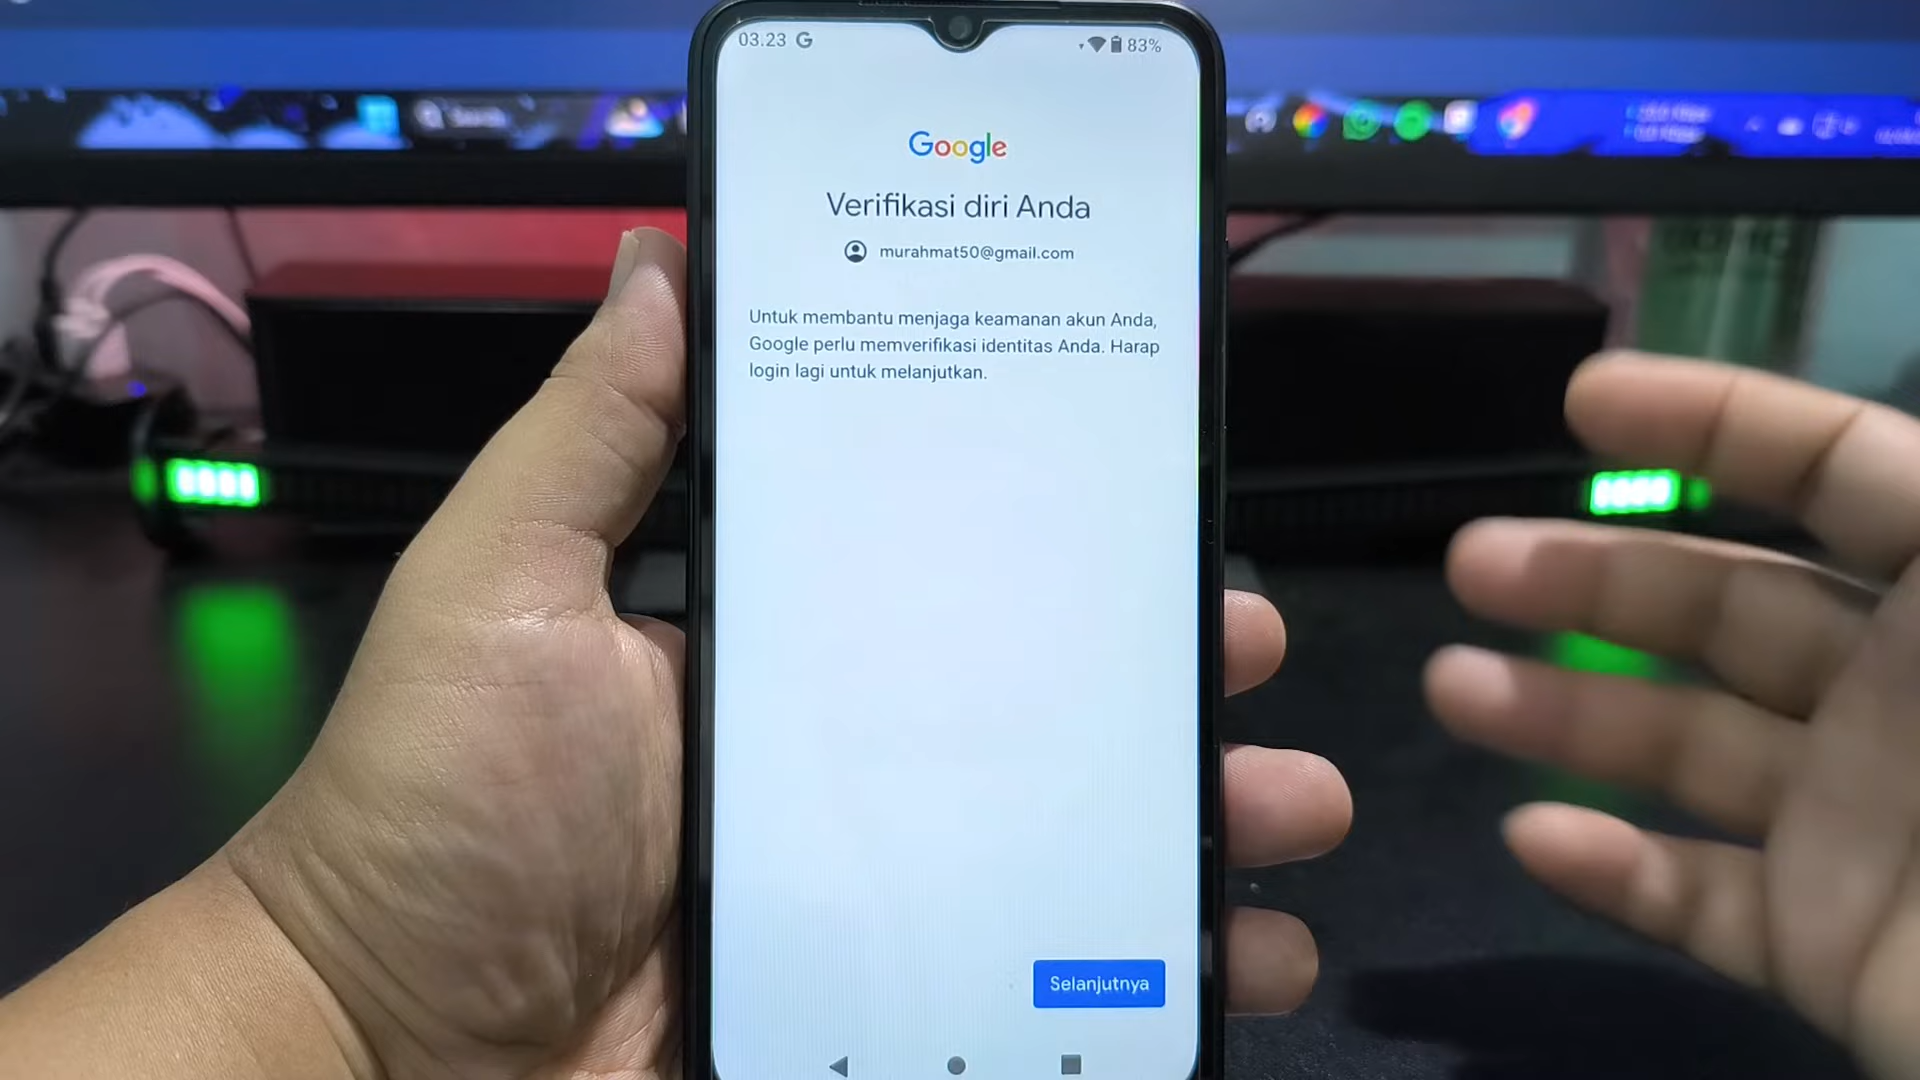 03.23 G
83%
Google
Verifikasi diri Anda
murahmat50@gmail.com
Untuk membantu menjaga keamanan akun Anda,
Google perlu memverifikasi identitas Anda. Harap
login lagi untuk melanjutkan.
Selanjutnya